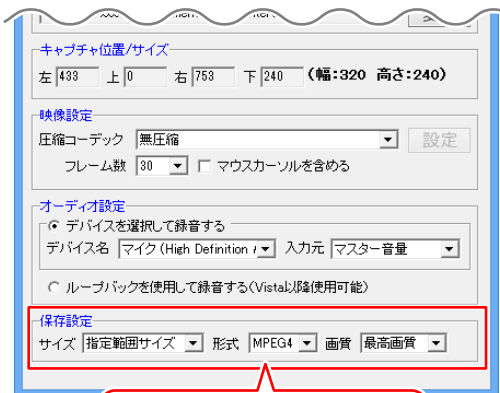 キャプチャ位置/サイズ
左 433 上 0 右 753 下 240 (幅:320 高さ:240)
映像設定
圧縮コーデック 無圧縮 設定
フレーム数 30 マウスカーソルを含める
オーディオ設定
デバイスを選択して録音する
デバイス名 マイク (High Definition 入力元 マスター音量
ループバックを使用して録音する(Vista以降使用可能)
保存設定
サイズ 指定範囲サイズ 形式 MPEG4 画質 最高画質